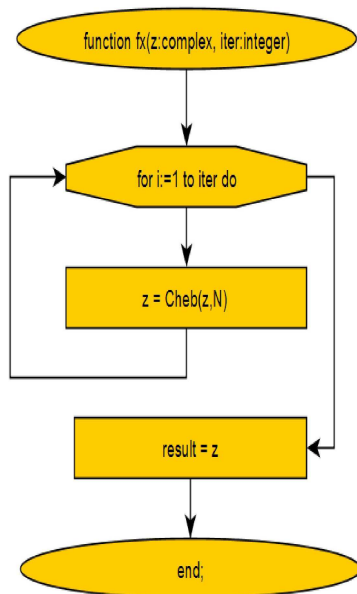 function fx(z:complex, iter:integer)
for i:=1 to iter do
z = Cheb(z,N)
result = z
end;